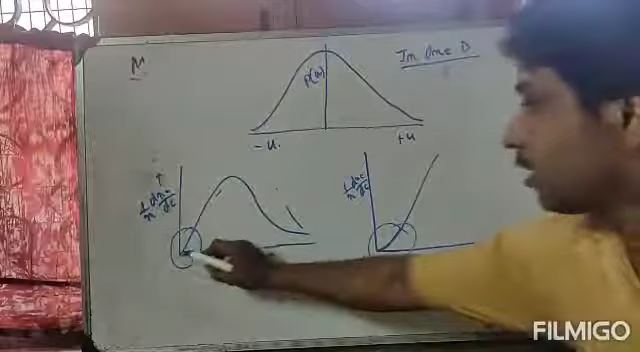 M
In One D
p(u)
-u.
+u
1/n dnc/dc
1/n dnc/dc
FILMIGO